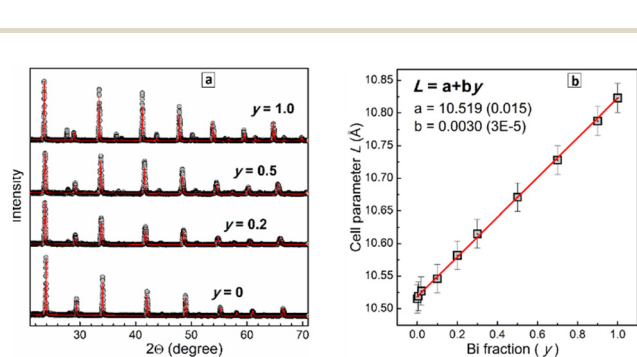 a
y = 1.0
y = 0.5
y = 0.2
y = 0
Intensity
30 40 50 60 70
2Θ (degree)
b
L = a+by
a = 10.519 (0.015)
b = 0.0030 (3E-5)
Cell parameter L (Å)
10.85
10.80
10.75
10.70
10.65
10.60
10.55
10.50
0.0 0.2 0.4 0.6 0.8 1.0
Bi fraction ( y )